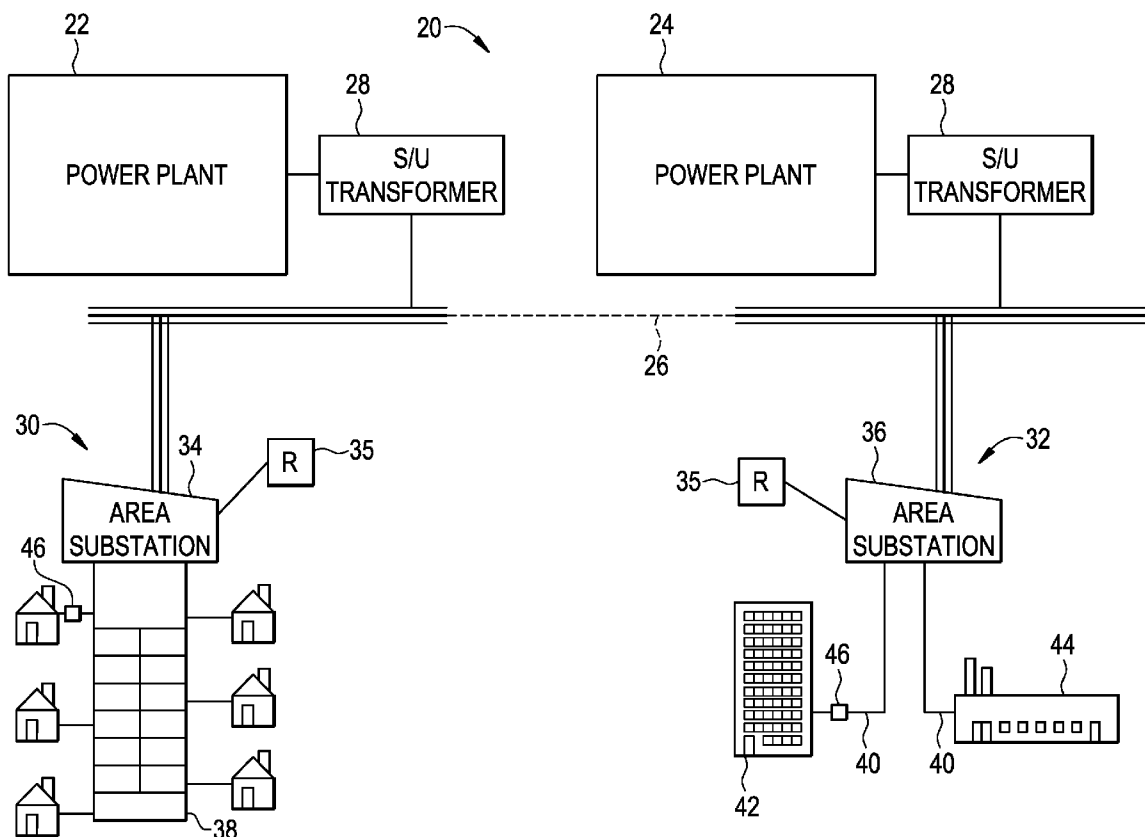 22
20
24
28
28
POWER PLANT
S/U
TRANSFORMER
POWER PLANT
S/U
TRANSFORMER
26
30
34
R
35
AREA
SUBSTATION
46
38
32
36
35
R
AREA
SUBSTATION
46
44
40
40
42